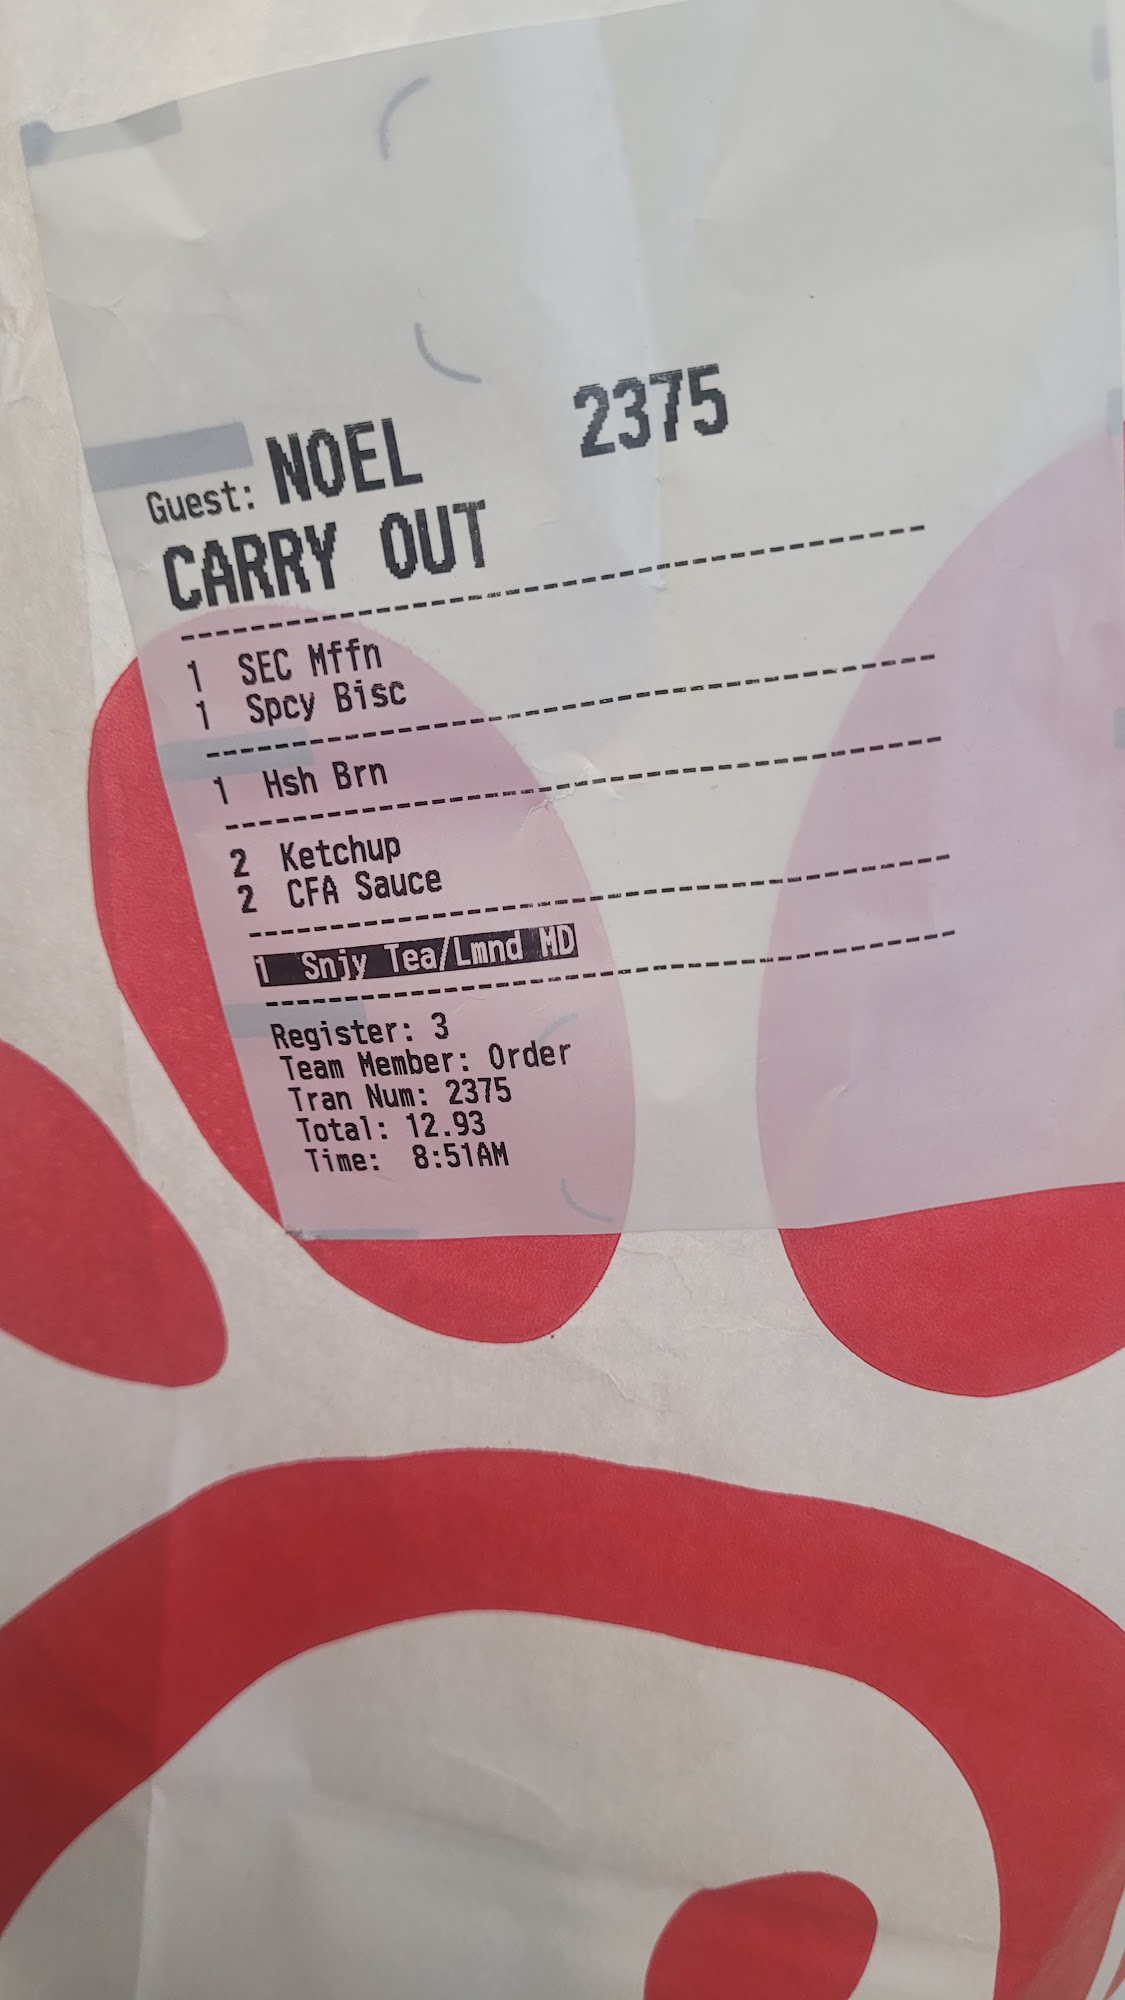 Guest: NOEL 2375
CARRY OUT
1 SEC Mffn
1 Spcy Bisc
1 Hsh Brn
2 Ketchup
2 CFA Sauce
1 Snjy Tea/Lmnd MD
Register: 3
Team Member: Order
Tran Num: 2375
Total: 12.93
Time: 8:51AM